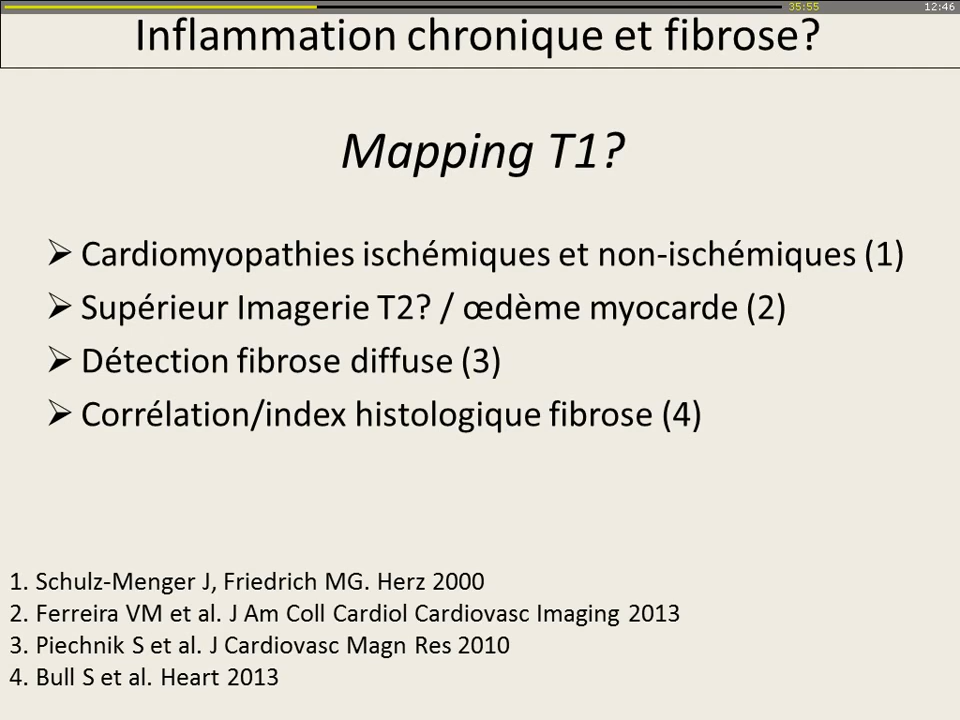 35:55
12:46
Inflammation chronique et fibrose?
Mapping T1?
➢ Cardiomyopathies ischémiques et non-ischémiques (1)
➢ Supérieur Imagerie T2? / œdème myocarde (2)
➢ Détection fibrose diffuse (3)
➢ Corrélation/index histologique fibrose (4)
1. Schulz-Menger J, Friedrich MG. Herz 2000
2. Ferreira VM et al. J Am Coll Cardiol Cardiovasc Imaging 2013
3. Piechnik S et al. J Cardiovasc Magn Res 2010
4. Bull S et al. Heart 2013